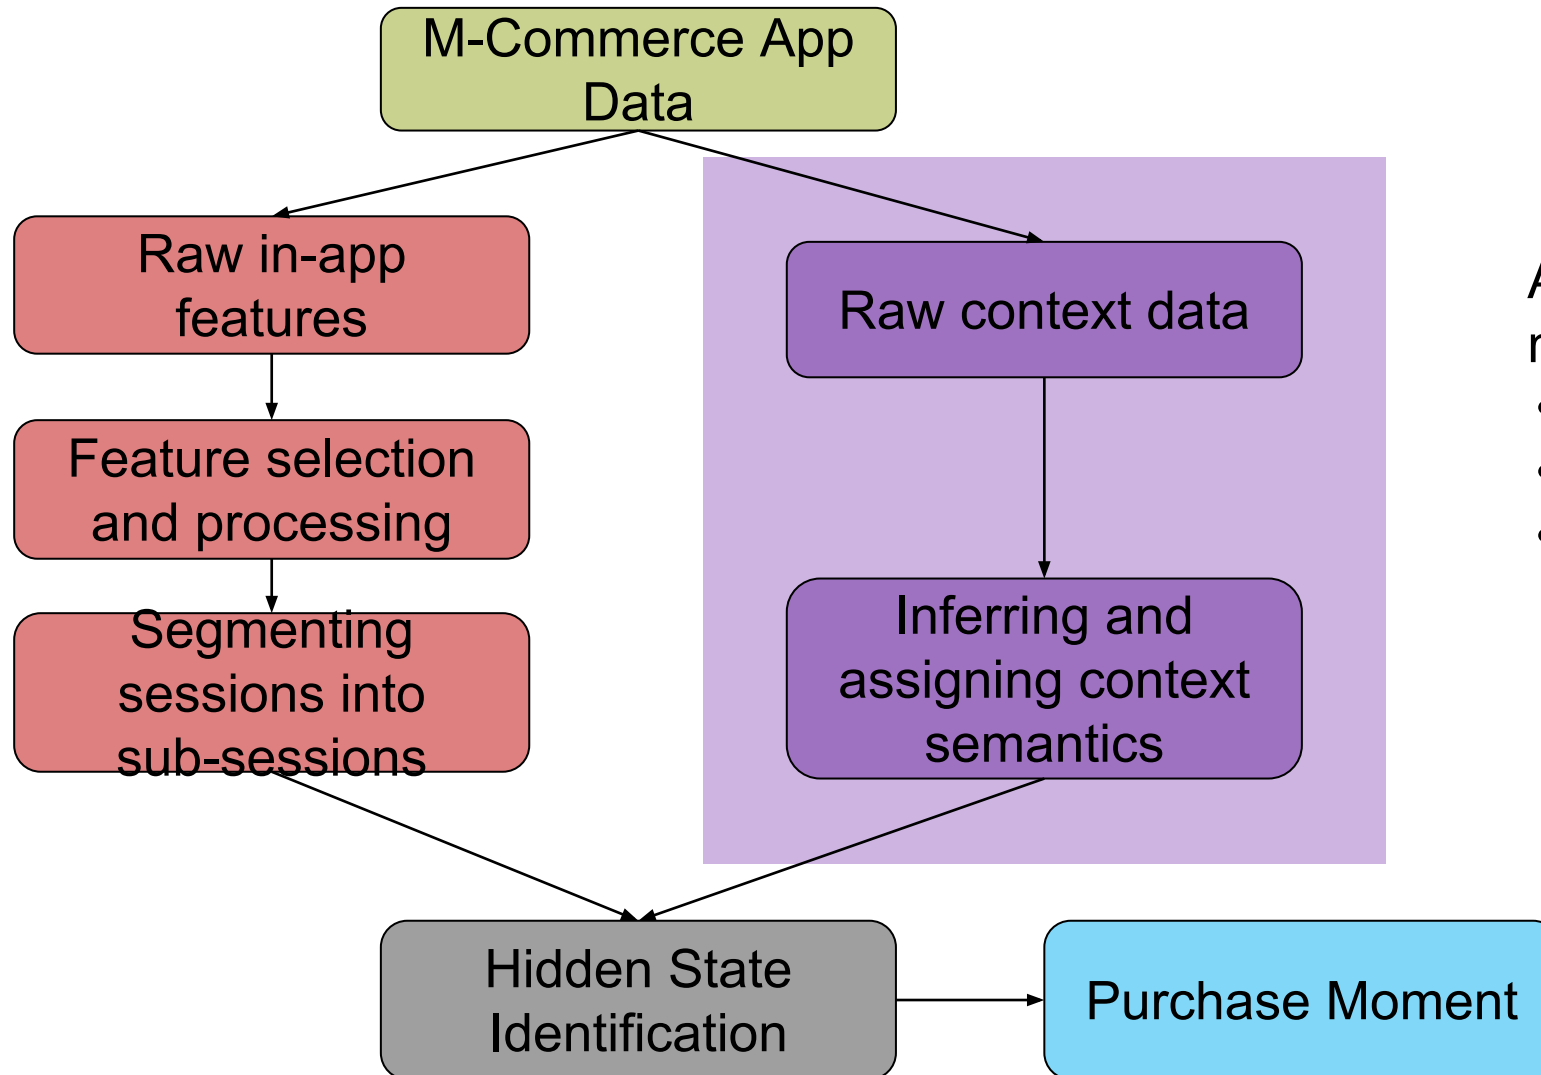 M-Commerce App
Data
Raw in-app
features
Raw context data
Feature selection
and processing
Segmenting
sessions into
sub-sessions
Inferring and
assigning context
semantics
Hidden State
Identification
Purchase Moment